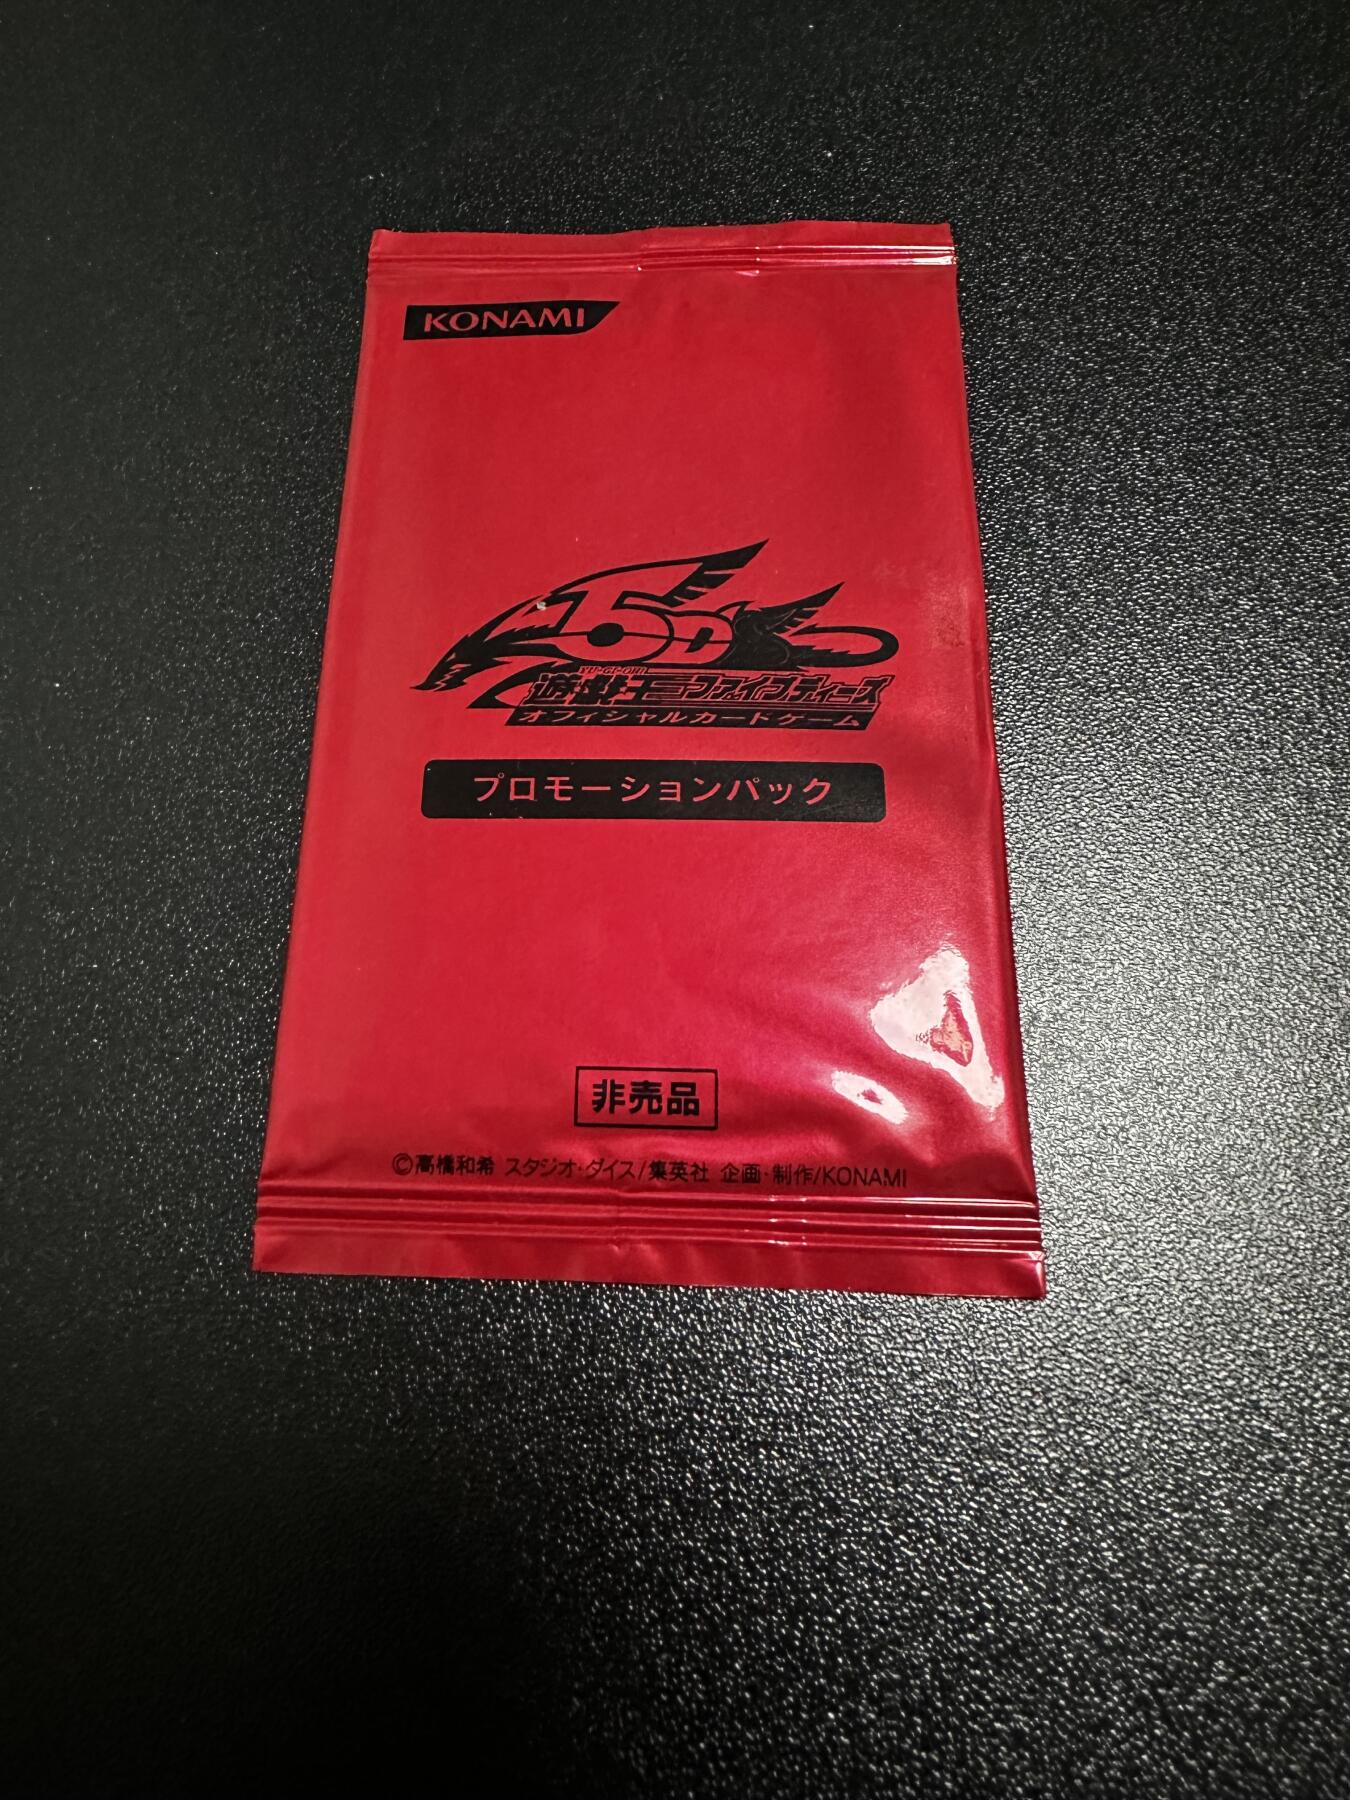 KONAMI
5D's
YU-GI-OH!
遊戯王ファイブディーズ
オフィシャルカードゲーム
プロモーションパック
非売品
©高橋和希 スタジオ・ダイス/集英社 企画・制作/KONAMI